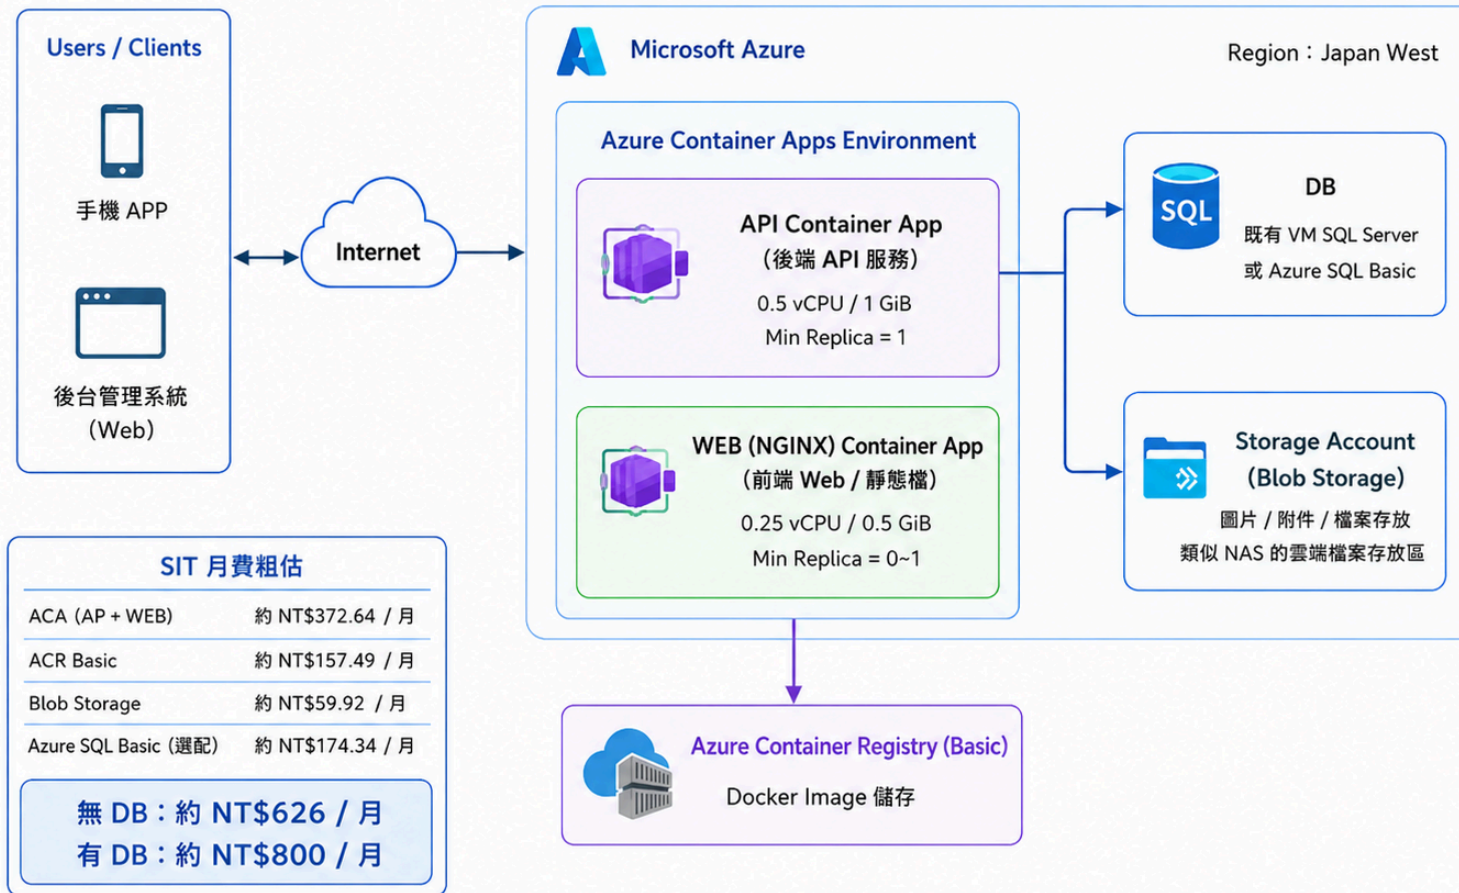 Users / Clients
手機 APP
後台管理系統
（Web）
Internet
Microsoft Azure
Region：Japan West
Azure Container Apps Environment
API Container App
（後端 API 服務）
0.5 vCPU / 1 GiB
Min Replica = 1
WEB (NGINX) Container App
（前端 Web / 靜態檔）
0.25 vCPU / 0.5 GiB
Min Replica = 0~1
SQL
DB
既有 VM SQL Server
或 Azure SQL Basic
Storage Account
（Blob Storage）
圖片 / 附件 / 檔案存放
類似 NAS 的雲端檔案存放區
Azure Container Registry (Basic)
Docker Image 儲存
SIT 月費粗估
ACA（AP + WEB） 約 NT$372.64 / 月
ACR Basic 約 NT$157.49 / 月
Blob Storage 約 NT$59.92 / 月
Azure SQL Basic（選配） 約 NT$174.34 / 月
無 DB：約 NT$626 / 月
有 DB：約 NT$800 / 月